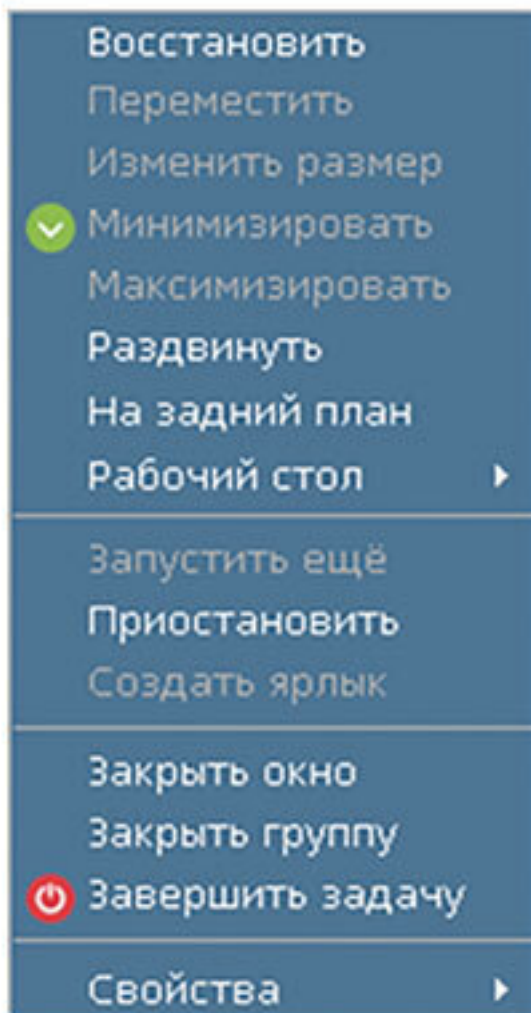 Восстановить
Переместить
Изменить размер
Минимизировать
Максимизировать
Раздвинуть
На задний план
Рабочий стол
Запустить ещё
Приостановить
Создать ярлык
Закрыть окно
Закрыть группу
Завершить задачу
Свойства